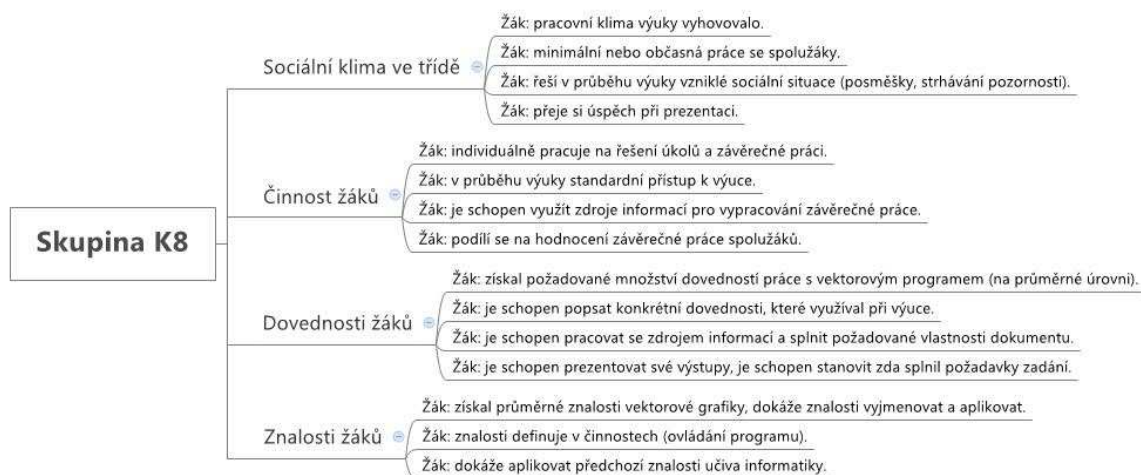 Skupina K8
Sociální klima ve třídě
Žák: pracovní klima výuky vyhovovalo.
Žák: minimální nebo občasná práce se spolužáky.
Žák: řeší v průběhu výuky vzniklé sociální situace (posměšky, strhávání pozornosti).
Žák: přeje si úspěch při prezentaci.
Činnost žáků
Žák: individuálně pracuje na řešení úkolů a závěrečné práci.
Žák: v průběhu výuky standardní přístup k výuce.
Žák: je schopen využít zdroje informací pro vypracování závěrečné práce.
Žák: podílí se na hodnocení závěrečné práce spolužáků.
Dovednosti žáků
Žák: získal požadované množství dovedností práce s vektorovým programem (na průměrné úrovni).
Žák: je schopen popsat konkrétní dovednosti, které využíval při výuce.
Žák: je schopen pracovat se zdrojem informací a splnit požadované vlastnosti dokumentu.
Žák: je schopen prezentovat své výstupy, je schopen stanovit zda splnil požadavky zadání.
Znalosti žáků
Žák: získal průměrné znalosti vektorové grafiky, dokáže znalosti vyjmenovat a aplikovat.
Žák: znalosti definuje v činnostech (ovládání programu).
Žák: dokáže aplikovat předchozí znalosti učiva informatiky.